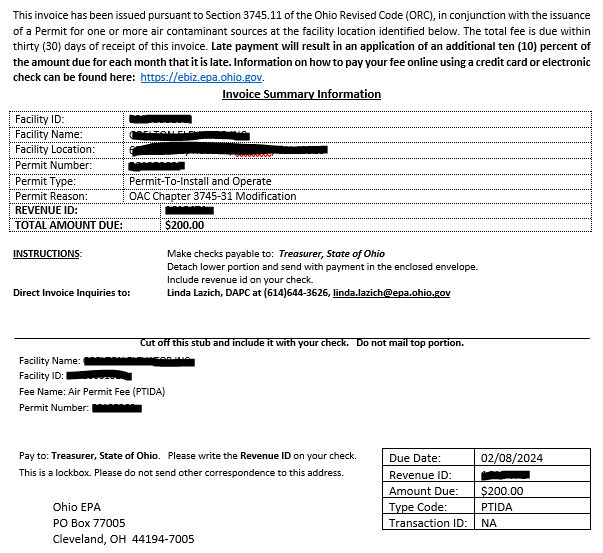 This invoice has been issued pursuant to Section 3745.11 of the Ohio Revised Code (ORC), in conjunction with the issuance
of a Permit for one or more air contaminant sources at the facility location identified below. The total fee is due within
thirty (30) days of receipt of this invoice. Late payment will result in an application of an additional ten (10) percent of
the amount due for each month that it is late. Information on how to pay your fee online using a credit card or electronic
check can be found here: https://ebiz.epa.ohio.gov.
Invoice Summary Information
Facility ID:
Facility Name:
Facility Location:
Permit Number:
Permit Type: Permit-To-Install and Operate
Permit Reason: OAC Chapter 3745-31 Modification
REVENUE ID:
TOTAL AMOUNT DUE: $200.00
INSTRUCTIONS: Make checks payable to: Treasurer, State of Ohio
Detach lower portion and send with payment in the enclosed envelope.
Include revenue id on your check.
Direct Invoice Inquiries to: Linda Lazich, DAPC at (614)644-3626, linda.lazich@epa.ohio.gov
Cut off this stub and include it with your check. Do not mail top portion.
Facility Name:
Facility ID:
Fee Name: Air Permit Fee (PTIDA)
Permit Number:
Pay to: Treasurer, State of Ohio. Please write the Revenue ID on your check.
This is a lockbox. Please do not send other correspondence to this address.
Ohio EPA
PO Box 77005
Cleveland, OH 44194-7005
Due Date: 02/08/2024
Revenue ID:
Amount Due: $200.00
Type Code: PTIDA
Transaction ID: NA